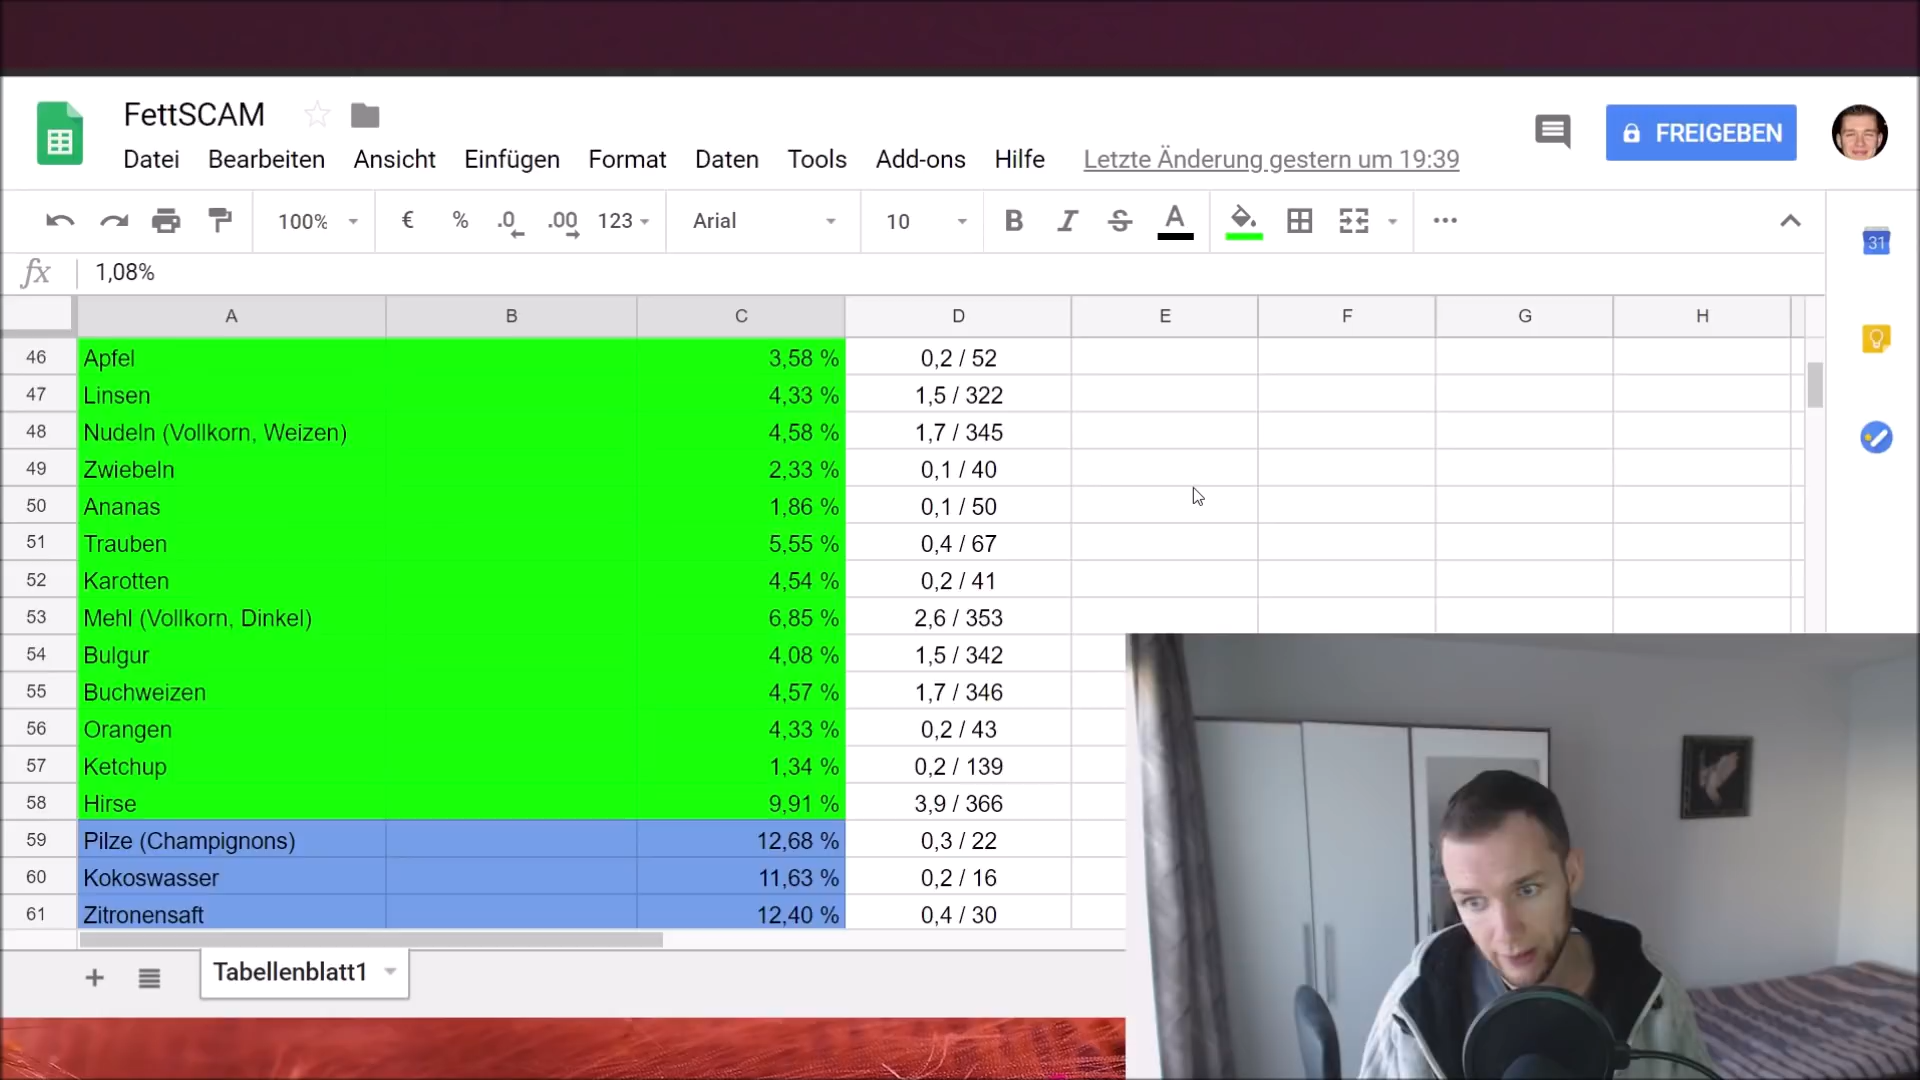 FettSCAM
Datei Bearbeiten Ansicht Einfügen Format Daten Tools Add-ons Hilfe Letzte Änderung gestern um 19:39
FREIGEBEN
31
100% € % .0 .00 123 Arial 10 B I S A
fx 1,08%
A B C D E F G H
46 Apfel 3,58 % 0,2 / 52
47 Linsen 4,33 % 1,5 / 322
48 Nudeln (Vollkorn, Weizen) 4,58 % 1,7 / 345
49 Zwiebeln 2,33 % 0,1 / 40
50 Ananas 1,86 % 0,1 / 50
51 Trauben 5,55 % 0,4 / 67
52 Karotten 4,54 % 0,2 / 41
53 Mehl (Vollkorn, Dinkel) 6,85 % 2,6 / 353
54 Bulgur 4,08 % 1,5 / 342
55 Buchweizen 4,57 % 1,7 / 346
56 Orangen 4,33 % 0,2 / 43
57 Ketchup 1,34 % 0,2 / 139
58 Hirse 9,91 % 3,9 / 366
59 Pilze (Champignons) 12,68 % 0,3 / 22
60 Kokoswasser 11,63 % 0,2 / 16
61 Zitronensaft 12,40 % 0,4 / 30
Tabellenblatt1